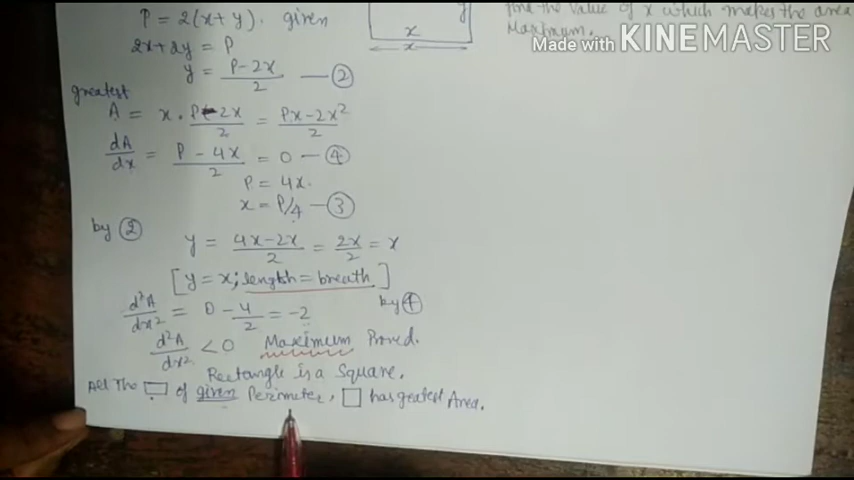 P = 2(x+y). given
2x+2y = P
y = P-2x/2 —②
greatest
A = x . P-2x/2 = Px-2x²/2
dA/dx = P-4x/2 = 0 —④
P = 4x.
x = P/4 —③
by ②
y = 4x-2x/2 = 2x/2 = x
[y = x; length = breath]
d²A/dx² = 0 - 4/2 = -2 by ④
d²A/dx² < 0 Maximum Proved.
Rectangle is a Square.
All The ▭ of given Perimeter, □ has greatest Area.
y
x
x
find the value of x which makes the area
Maximum.
Made with KINEMASTER